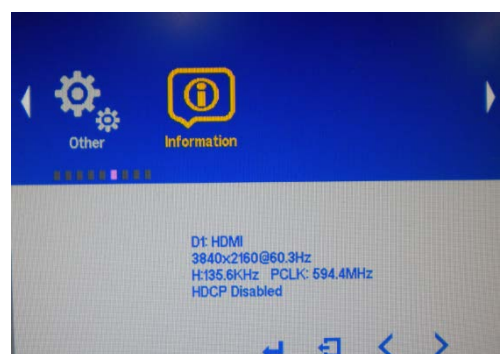 Other
Information
D1: HDMI
3840x2160@60.3Hz
H:135.6KHz PCLK: 594.4MHz
HDCP Disabled